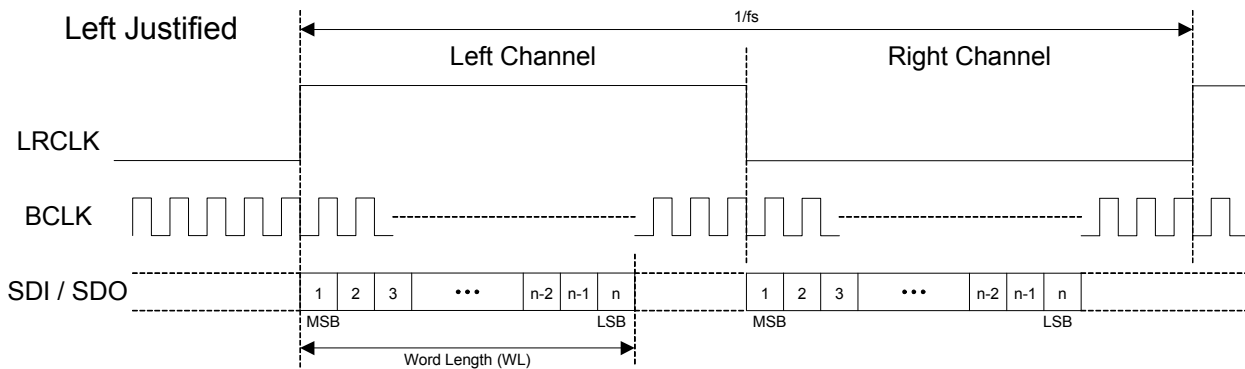 Left Justified
1/fs
Left Channel
Right Channel
LRCLK
BCLK
SDI / SDO
1 2 3 ••• n-2 n-1 n 1 2 3 ••• n-2 n-1 n
MSB LSB MSB LSB
Word Length (WL)